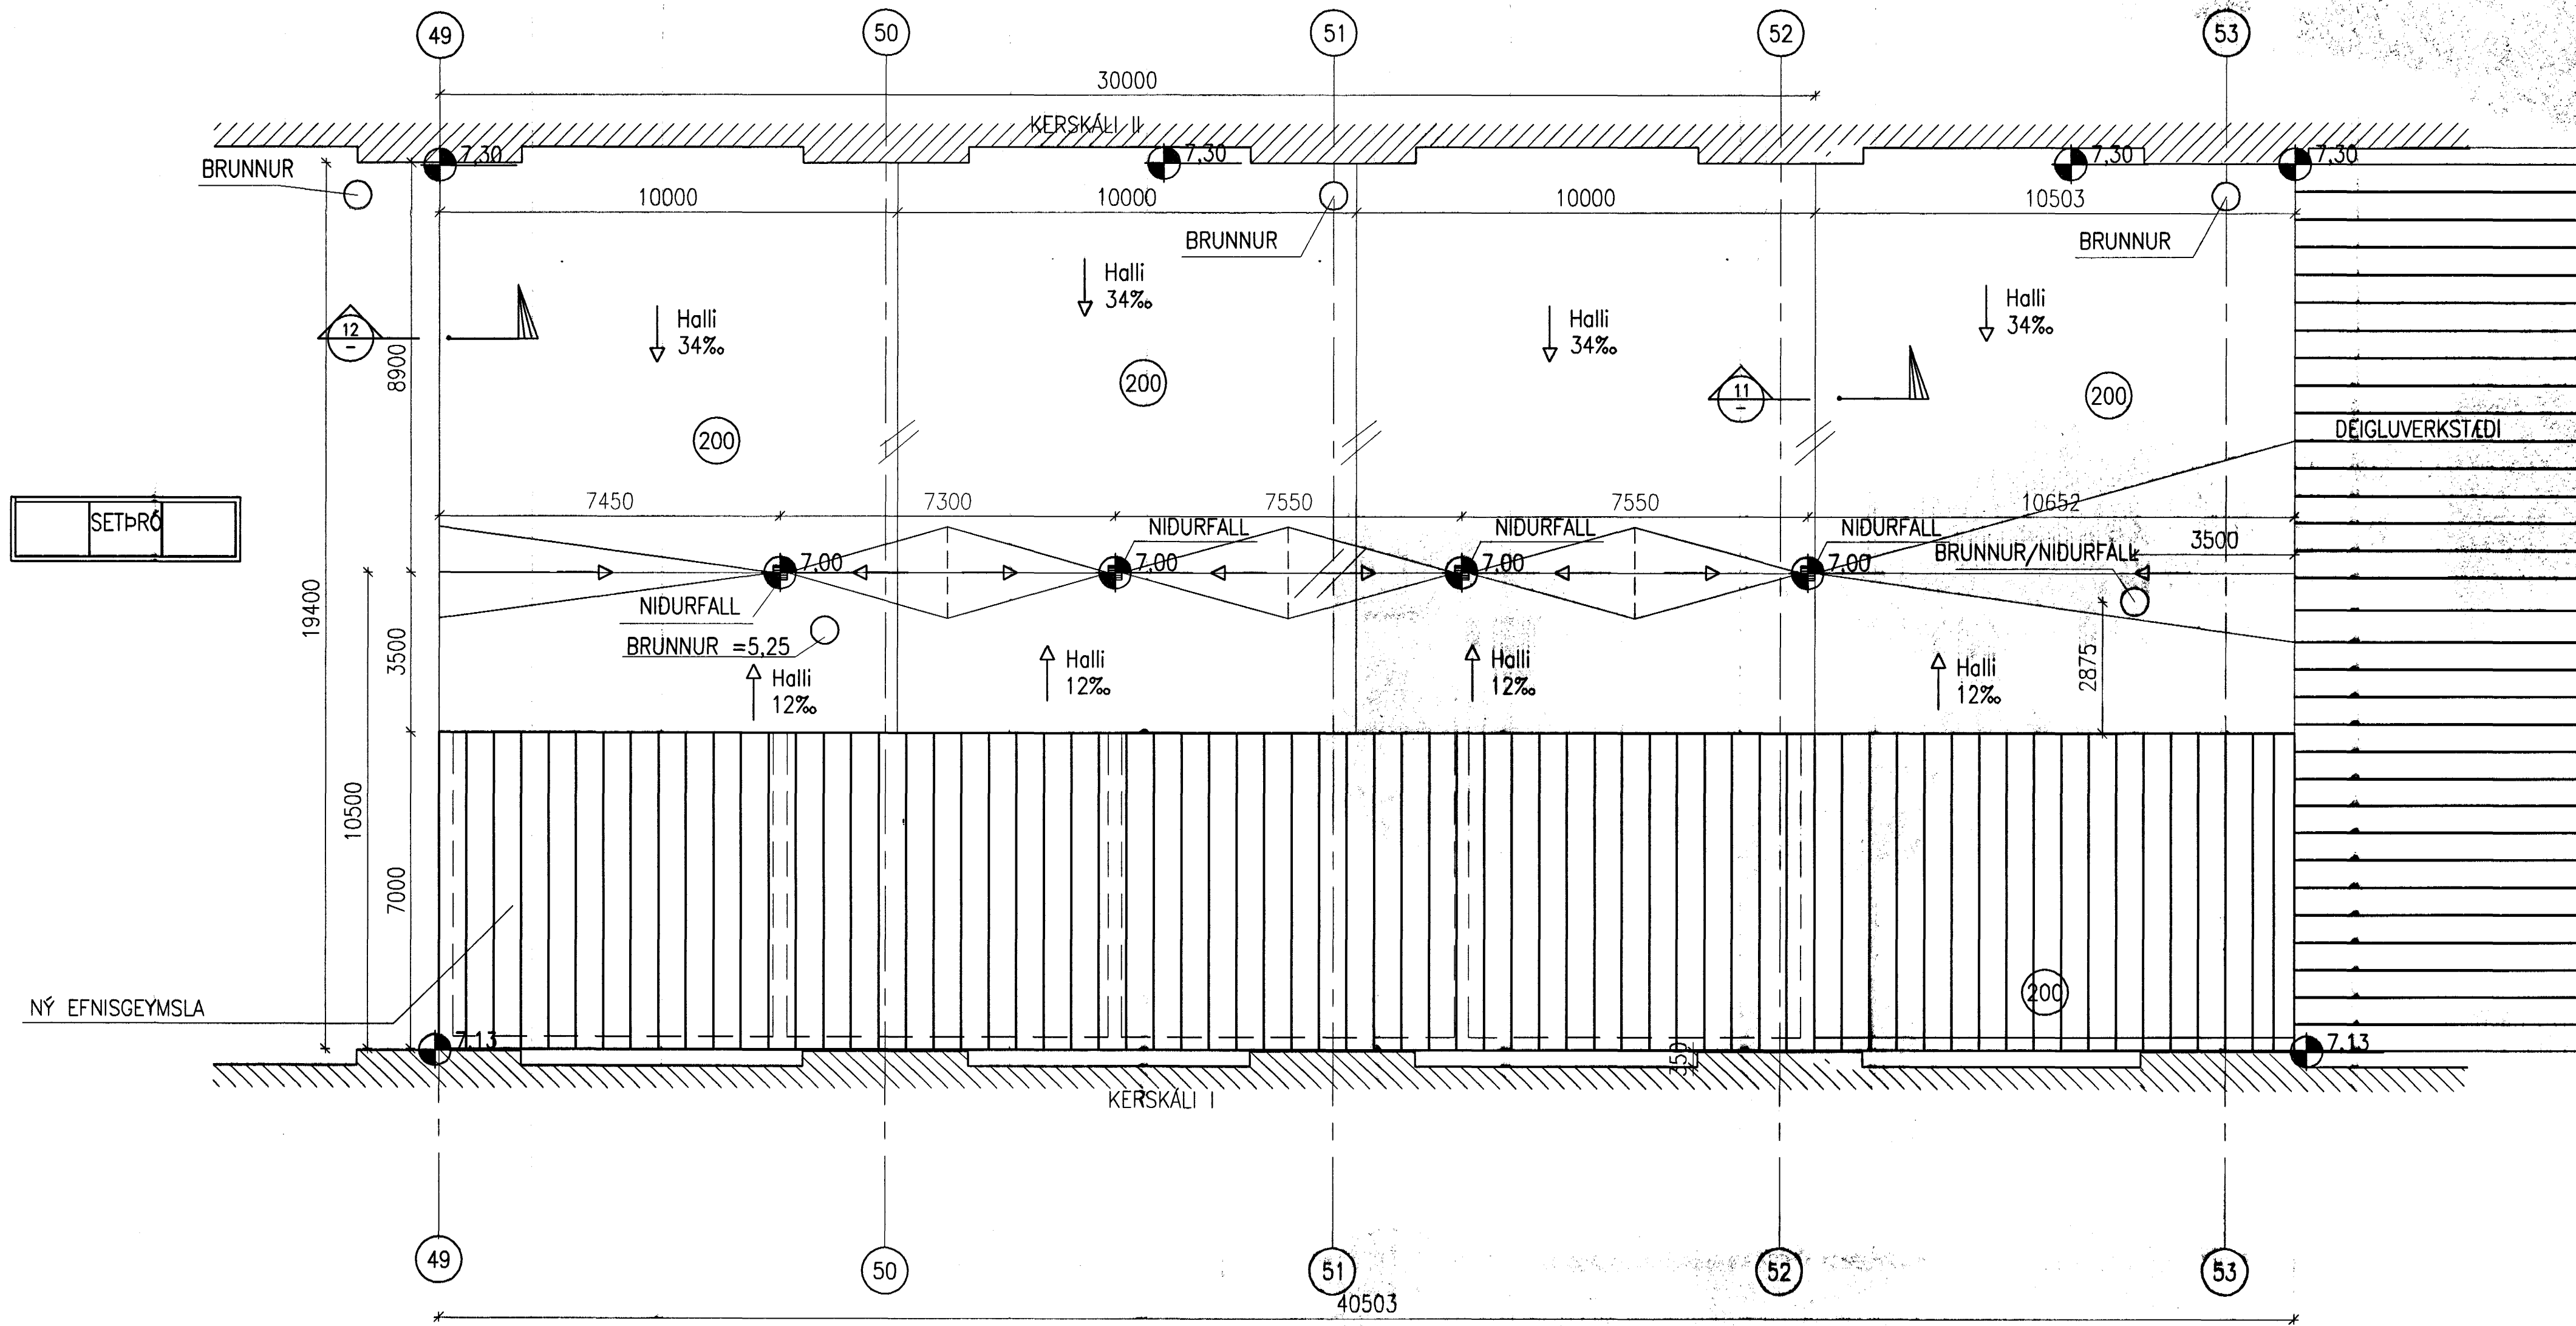 49
50
51
52
53
30000
KERSKÁLI II
7,30
7,30
7,30
7,30
BRUNNUR
10000
10000
10000
10503
BRUNNUR
BRUNNUR
Halli
34‰
Halli
34‰
Halli
34‰
Halli
34‰
12
-
11
-
8900
200
200
200
DEIGLUVERKSTÆÐI
SETÞRÓ
7450
7300
7550
7550
10652
NIÐURFALL
NIÐURFALL
NIÐURFALL
BRUNNUR/NIÐURFALL
3500
7,00
7,00
7,00
7,00
NIÐURFALL
BRUNNUR =5,25
19400
3500
Halli
12‰
Halli
12‰
Halli
12‰
Halli
12‰
2875
10500
7000
200
NÝ EFNISGEYMSLA
7,13
7,13
350
KERSKÁLI I
49
50
51
52
53
40503